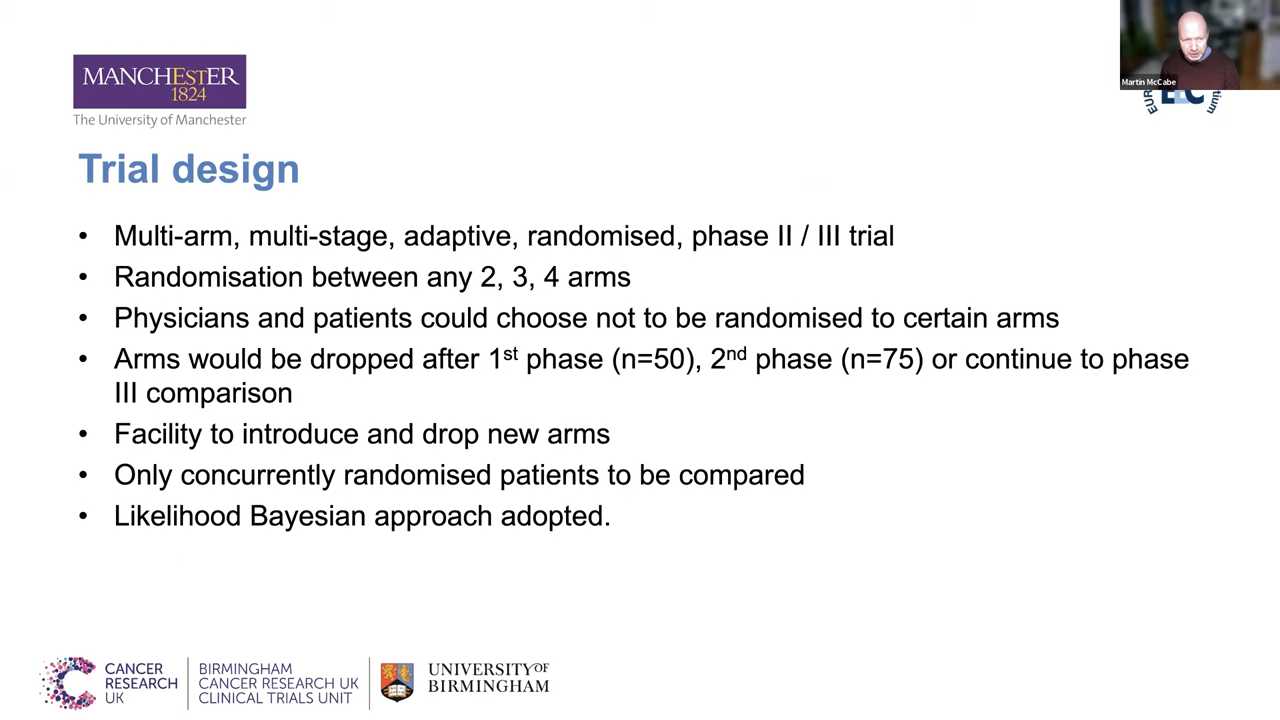 MANCHESTER
1824
The University of Manchester
Martin McCabe
EEC
Trial design
• Multi-arm, multi-stage, adaptive, randomised, phase II / III trial
• Randomisation between any 2, 3, 4 arms
• Physicians and patients could choose not to be randomised to certain arms
• Arms would be dropped after 1st phase (n=50), 2nd phase (n=75) or continue to phase
III comparison
• Facility to introduce and drop new arms
• Only concurrently randomised patients to be compared
• Likelihood Bayesian approach adopted.
CANCER
RESEARCH
UK
BIRMINGHAM
CANCER RESEARCH UK
CLINICAL TRIALS UNIT
UNIVERSITY OF
BIRMINGHAM